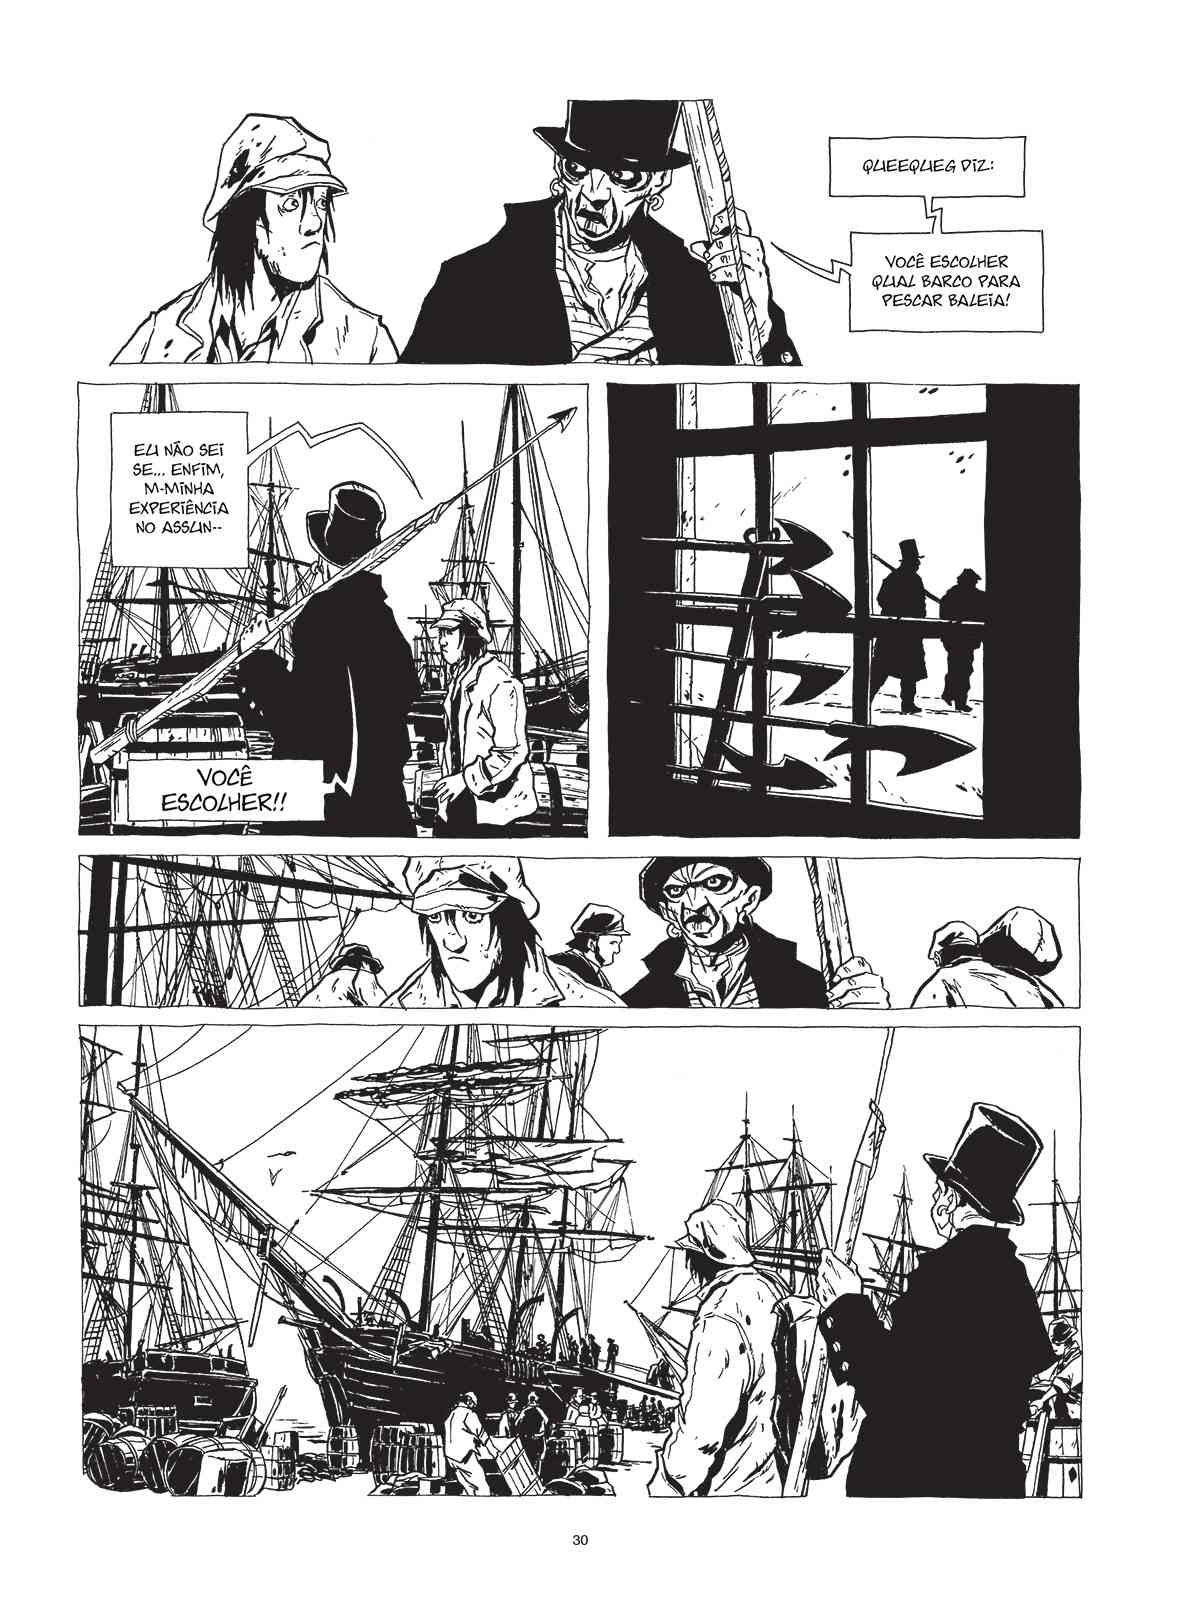 QUEEQUEG DIZ:
VOCÊ ESCOLHER
QUAL BARCO PARA
PESCAR BALEIA!
EU NÃO SEI
SE... ENFIM,
M-MINHA
EXPERIÊNCIA
NO ASSUN--
VOCÊ
ESCOLHER!!
30